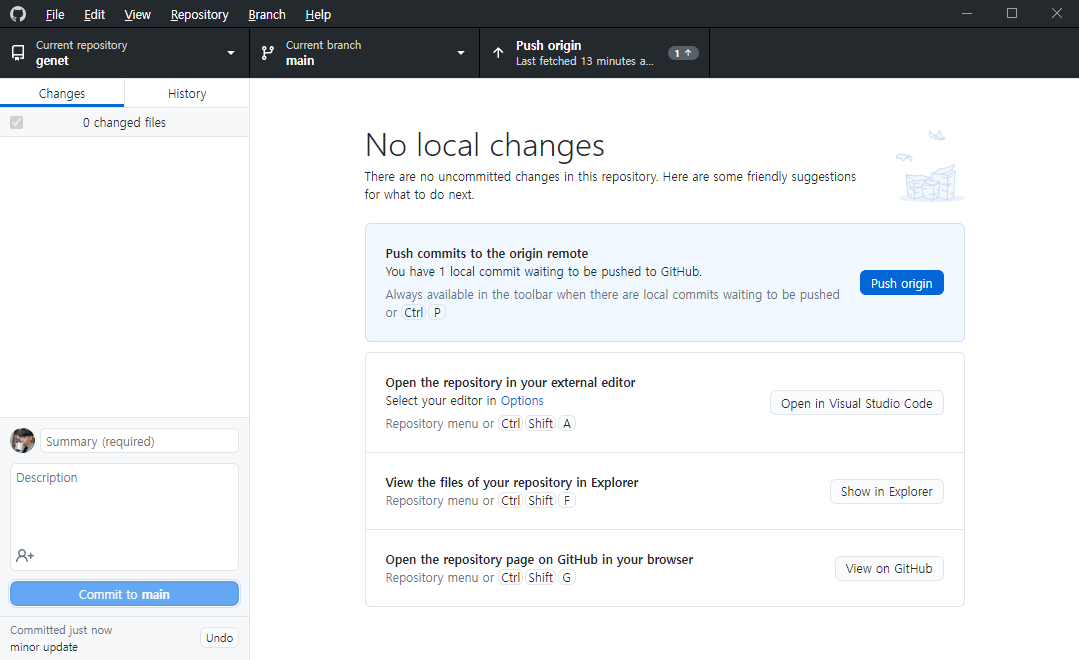 File Edit View Repository Branch Help
Current repository
genet
Current branch
main
Push origin
Last fetched 13 minutes a...
1
Changes
History
0 changed files
No local changes
There are no uncommitted changes in this repository. Here are some friendly suggestions
for what to do next.
Push commits to the origin remote
You have 1 local commit waiting to be pushed to GitHub.
Always available in the toolbar when there are local commits waiting to be pushed
or Ctrl P
Push origin
Open the repository in your external editor
Select your editor in Options
Repository menu or Ctrl Shift A
Open in Visual Studio Code
View the files of your repository in Explorer
Repository menu or Ctrl Shift F
Show in Explorer
Open the repository page on GitHub in your browser
Repository menu or Ctrl Shift G
View on GitHub
Summary (required)
Description
Commit to main
Committed just now
minor update
Undo